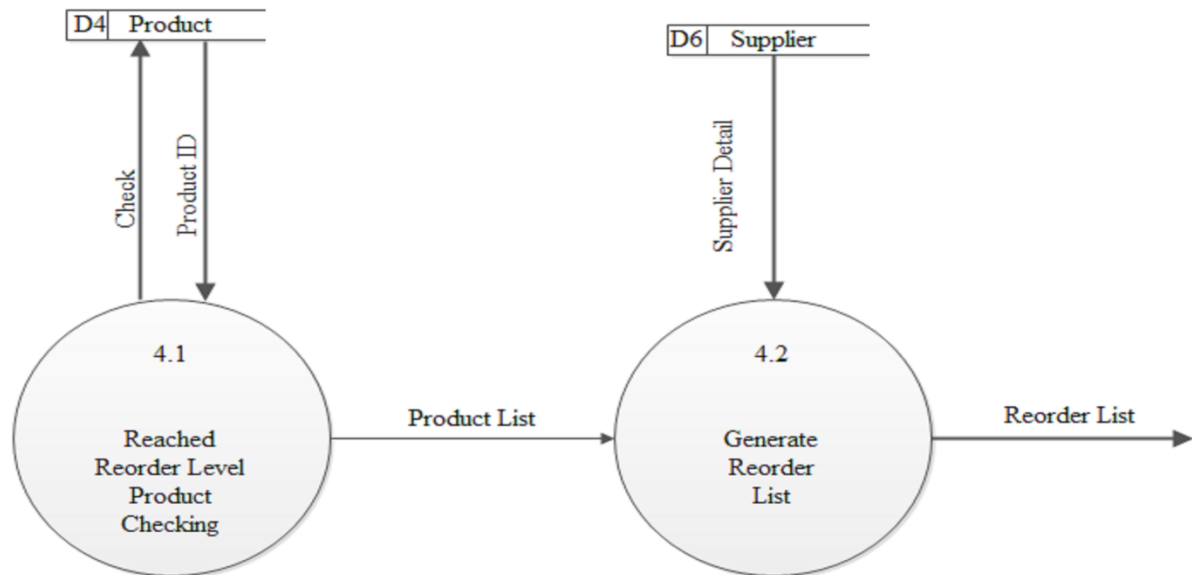 D4 Product
D6 Supplier
Check
Product ID
Supplier Detail
4.1
Reached
Reorder Level
Product
Checking
Product List
4.2
Generate
Reorder
List
Reorder List